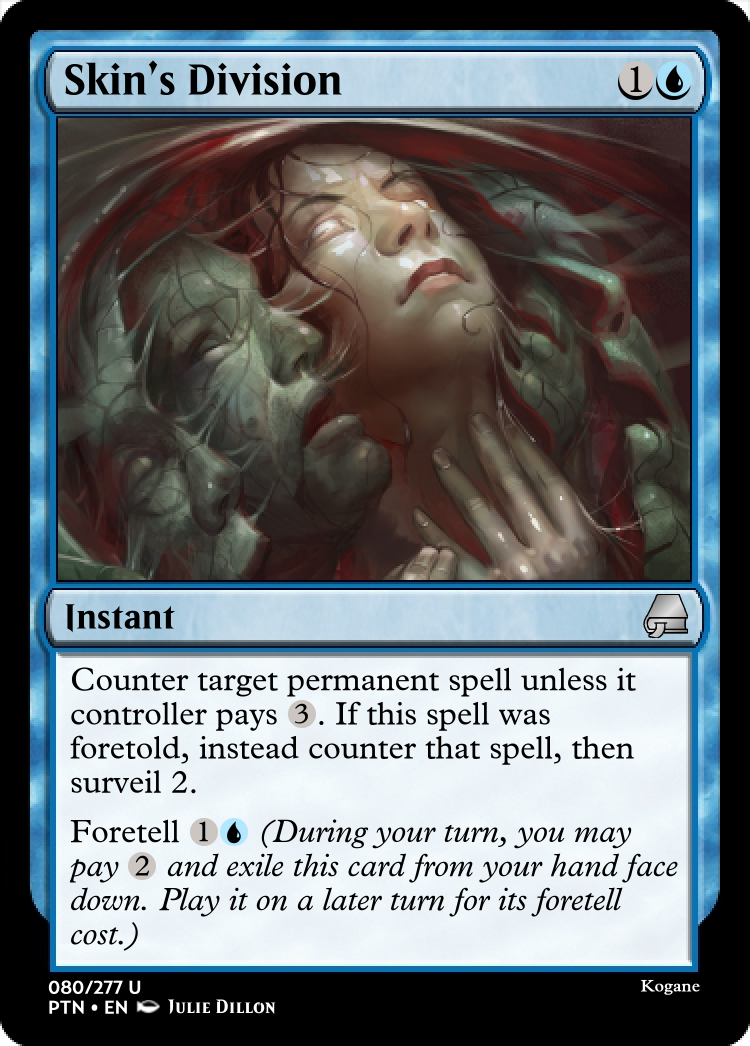 Skin's Division 1
Instant
Counter target permanent spell unless it
controller pays 3. If this spell was
foretold, instead counter that spell, then
surveil 2.
Foretell 1 (During your turn, you may
pay 2 and exile this card from your hand face
down. Play it on a later turn for its foretell
cost.)
080/277 U
Kogane
PTN • EN Julie Dillon